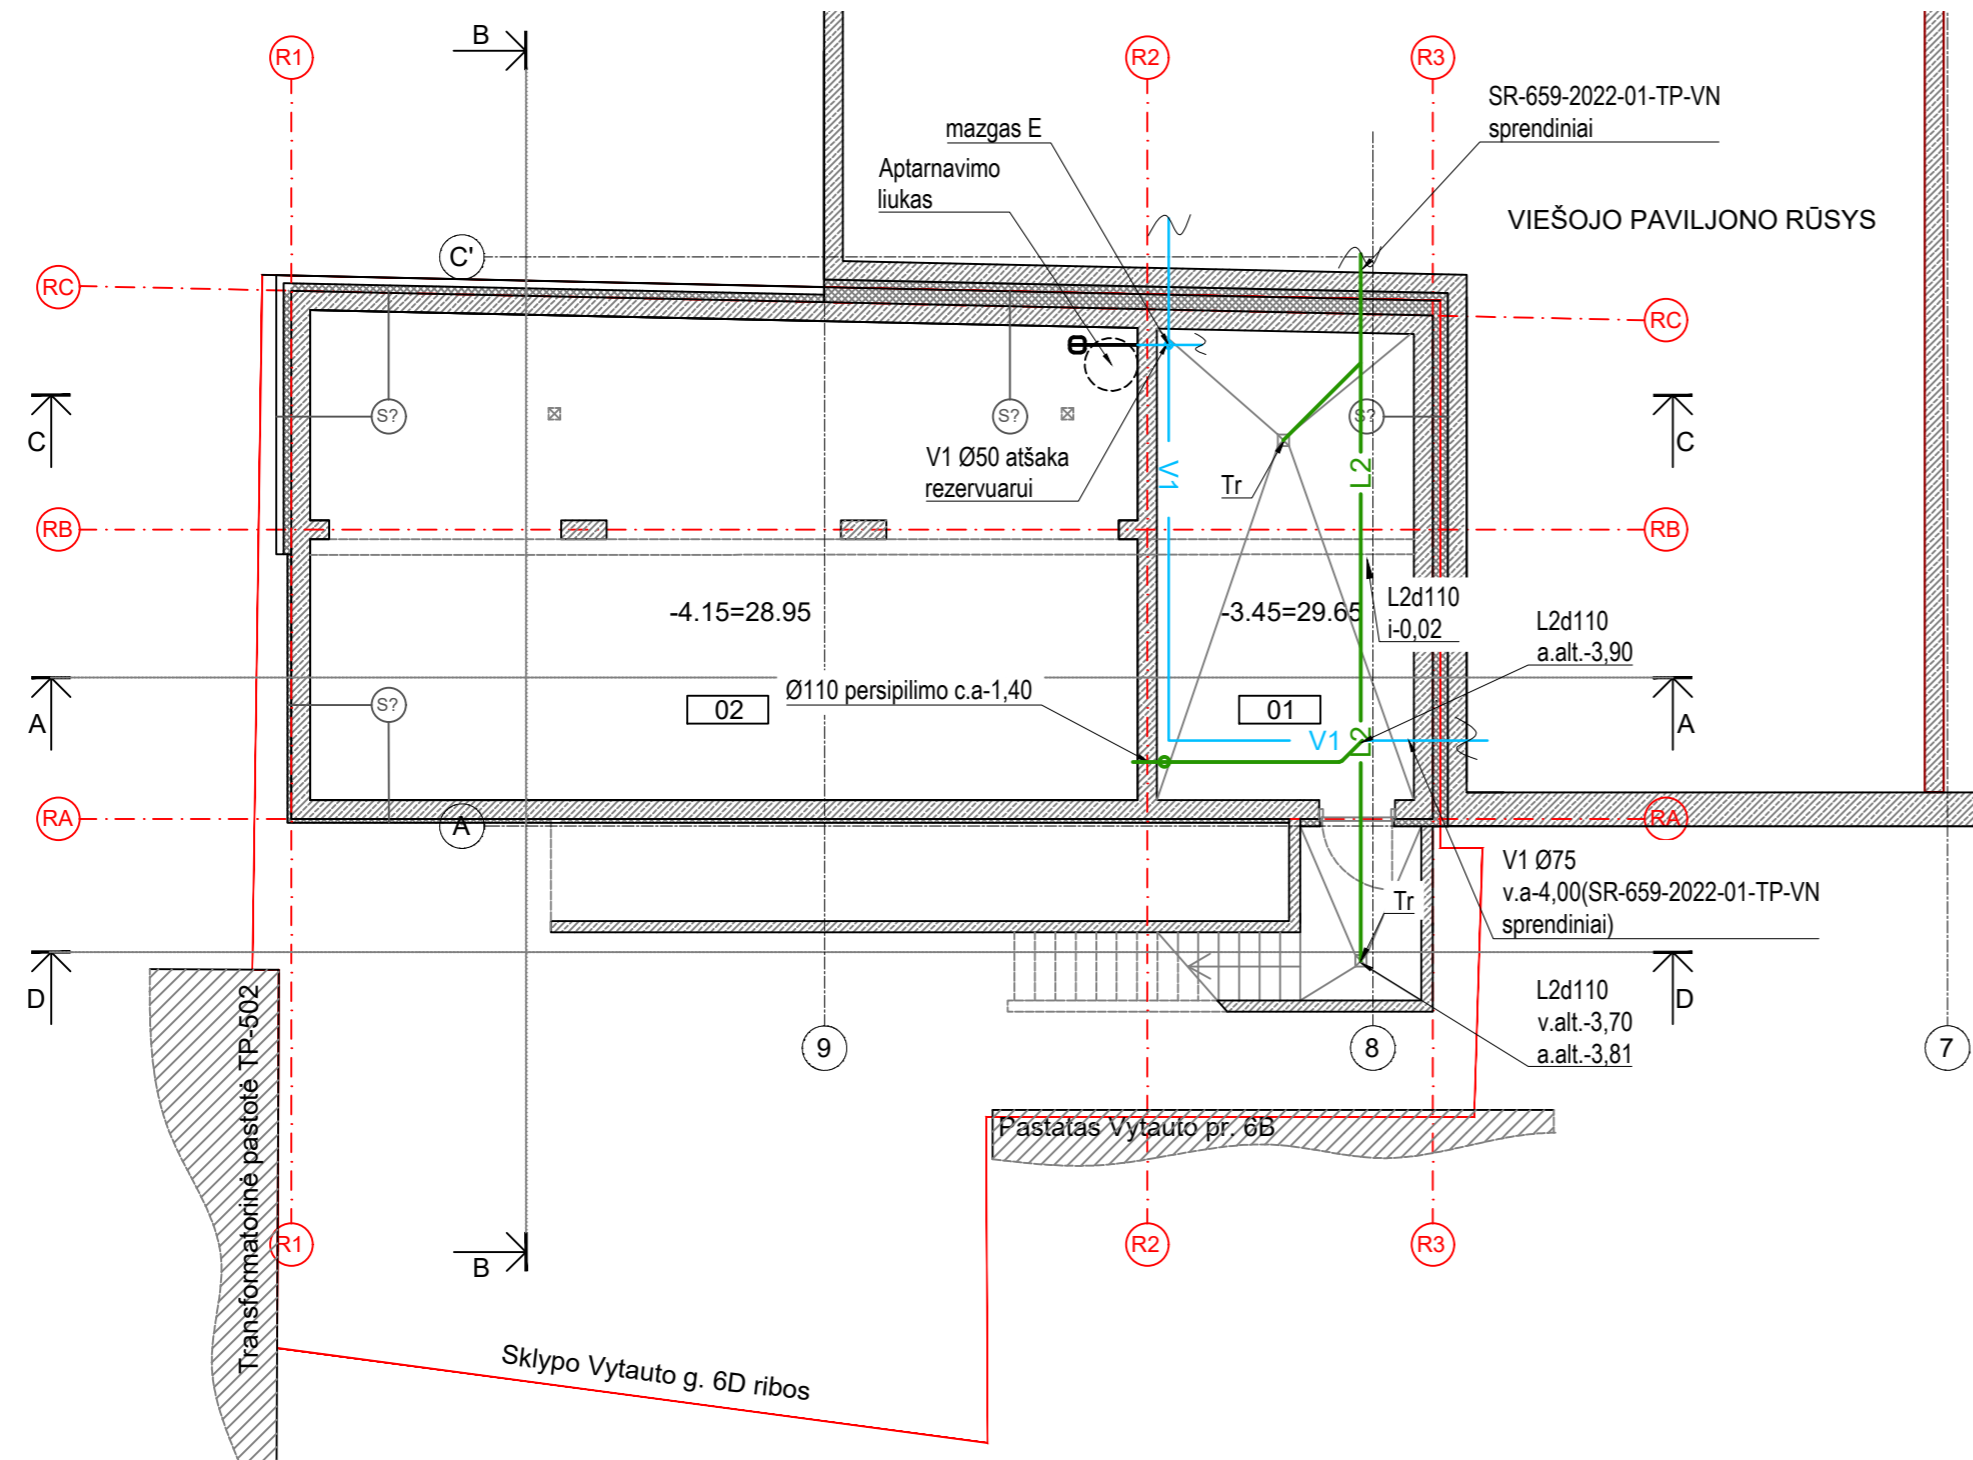 B
R1
R2
R3
SR-659-2022-01-TP-VN
sprendiniai
mazgas E
Aptarnavimo
liukas
VIEŠOJO PAVILJONO RŪSYS
C'
RC
RC
C
S?
S?
S?
C
V1 Ø50 atšaka
rezervuarui
V1
Tr
L2
RB
RB
-4.15=28.95
-3.45=29.65
L2d110
i-0,02
L2d110
a.alt.-3,90
Ø110 persipilimo c.a-1,40
A
S?
02
01
A
V1
L2
RA
A
RA
V1 Ø75
v.a-4,00(SR-659-2022-01-TP-VN
sprendiniai)
Tr
D
D
L2d110
v.alt.-3,70
a.alt.-3,81
9
8
7
Transformatorinė pastotė TP-502
Pastatas Vytauto pr. 6B
R1
B
R2
R3
Sklypo Vytauto g. 6D ribos